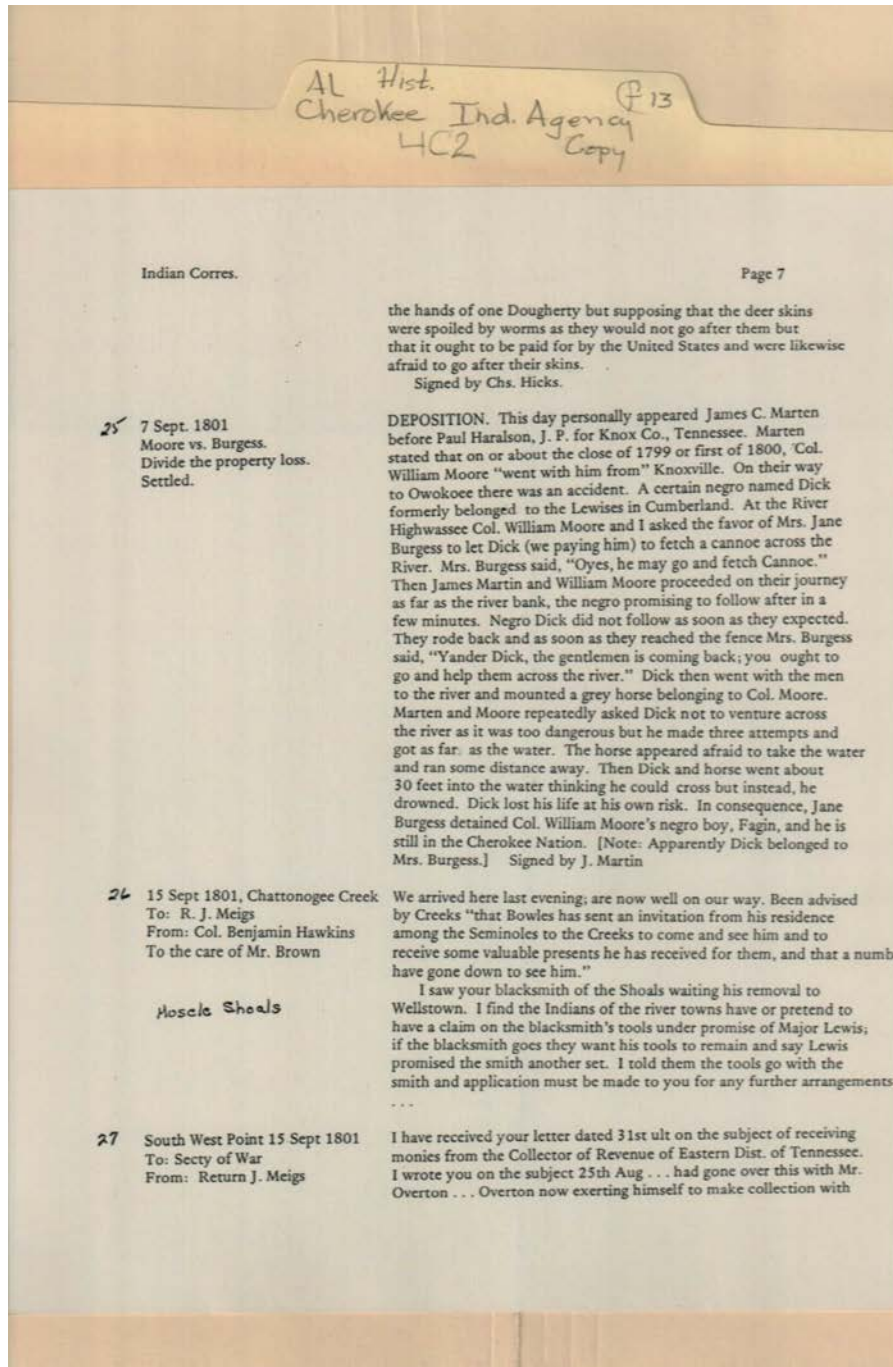 AL Hist.
Cherokee Ind. Agency (f 13
4C2 Copy
Indian Corres. Page 7
the hands of one Dougherty but supposing that the deer skins
were spoiled by worms as they would not go after them but
that it ought to be paid for by the United States and were likewise
afraid to go after their skins.
Signed by Chs. Hicks.
25 7 Sept. 1801
Moore vs. Burgess.
Divide the property loss.
Settled.
DEPOSITION. This day personally appeared James C. Marten
before Paul Haralson, J. P. for Knox Co., Tennessee. Marten
stated that on or about the close of 1799 or first of 1800, Col.
William Moore “went with him from” Knoxville. On their way
to Owokoee there was an accident. A certain negro named Dick
formerly belonged to the Lewises in Cumberland. At the River
Highwassee Col. William Moore and I asked the favor of Mrs. Jane
Burgess to let Dick (we paying him) to fetch a cannoe across the
River. Mrs. Burgess said, “Oyes, he may go and fetch Cannoe.”
Then James Martin and William Moore proceeded on their journey
as far as the river bank, the negro promising to follow after in a
few minutes. Negro Dick did not follow as soon as they expected.
They rode back and as soon as they reached the fence Mrs. Burgess
said, “Yander Dick, the gentlemen is coming back; you ought to
go and help them across the river.” Dick then went with the men
to the river and mounted a grey horse belonging to Col. Moore.
Marten and Moore repeatedly asked Dick not to venture across
the river as it was too dangerous but he made three attempts and
got as far as the water. The horse appeared afraid to take the water
and ran some distance away. Then Dick and horse went about
30 feet into the water thinking he could cross but instead, he
drowned. Dick lost his life at his own risk. In consequence, Jane
Burgess detained Col. William Moore’s negro boy, Fagin, and he is
still in the Cherokee Nation. [Note: Apparently Dick belonged to
Mrs. Burgess.] Signed by J. Martin
26 15 Sept 1801, Chattonogee Creek
To: R. J. Meigs
From: Col. Benjamin Hawkins
To the care of Mr. Brown
Moscle Shoals
We arrived here last evening; are now well on our way. Been advised
by Creeks “that Bowles has sent an invitation from his residence
among the Seminoles to the Creeks to come and see him and to
receive some valuable presents he has received for them, and that a numb
have gone down to see him.”
I saw your blacksmith of the Shoals waiting his removal to
Wellstown. I find the Indians of the river towns have or pretend to
have a claim on the blacksmith’s tools under promise of Major Lewis;
if the blacksmith goes they want his tools to remain and say Lewis
promised the smith another set. I told them the tools go with the
smith and application must be made to you for any further arrangements
. . .
27 South West Point 15 Sept 1801
To: Secty of War
From: Return J. Meigs
I have received your letter dated 31st ult on the subject of receiving
monies from the Collector of Revenue of Eastern Dist. of Tennessee.
I wrote you on the subject 25th Aug . . . had gone over this with Mr.
Overton . . . Overton now exerting himself to make collection with